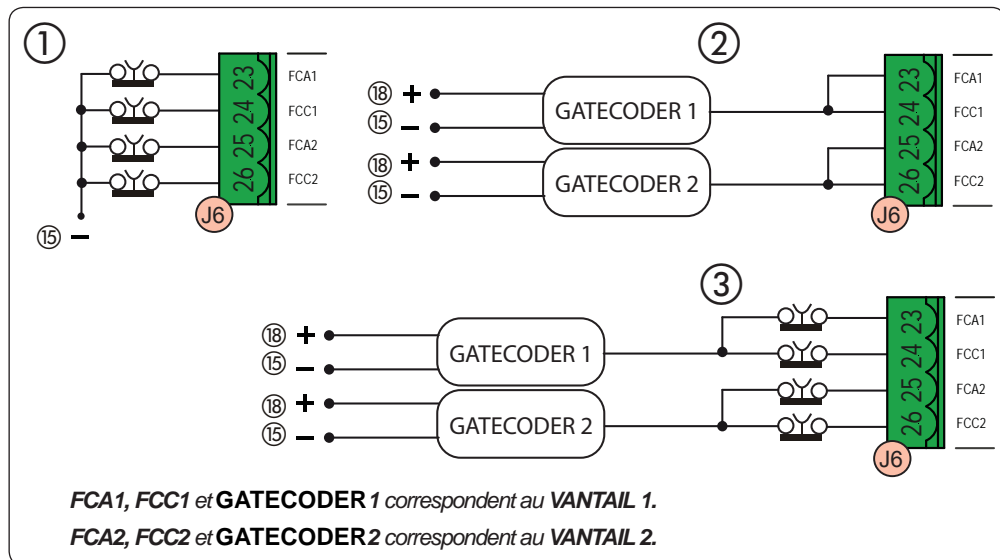 ①
23 FCA1
24 FCC1
25 FCA2
26 FCC2
J6
⑮ −
②
⑱ +
⑮ −
GATECODER 1
⑱ +
⑮ −
GATECODER 2
23 FCA1
24 FCC1
25 FCA2
26 FCC2
J6
③
⑱ +
⑮ −
GATECODER 1
⑱ +
⑮ −
GATECODER 2
23 FCA1
24 FCC1
25 FCA2
26 FCC2
J6
FCA1, FCC1 et GATECODER 1 correspondent au VANTAIL 1.
FCA2, FCC2 et GATECODER 2 correspondent au VANTAIL 2.